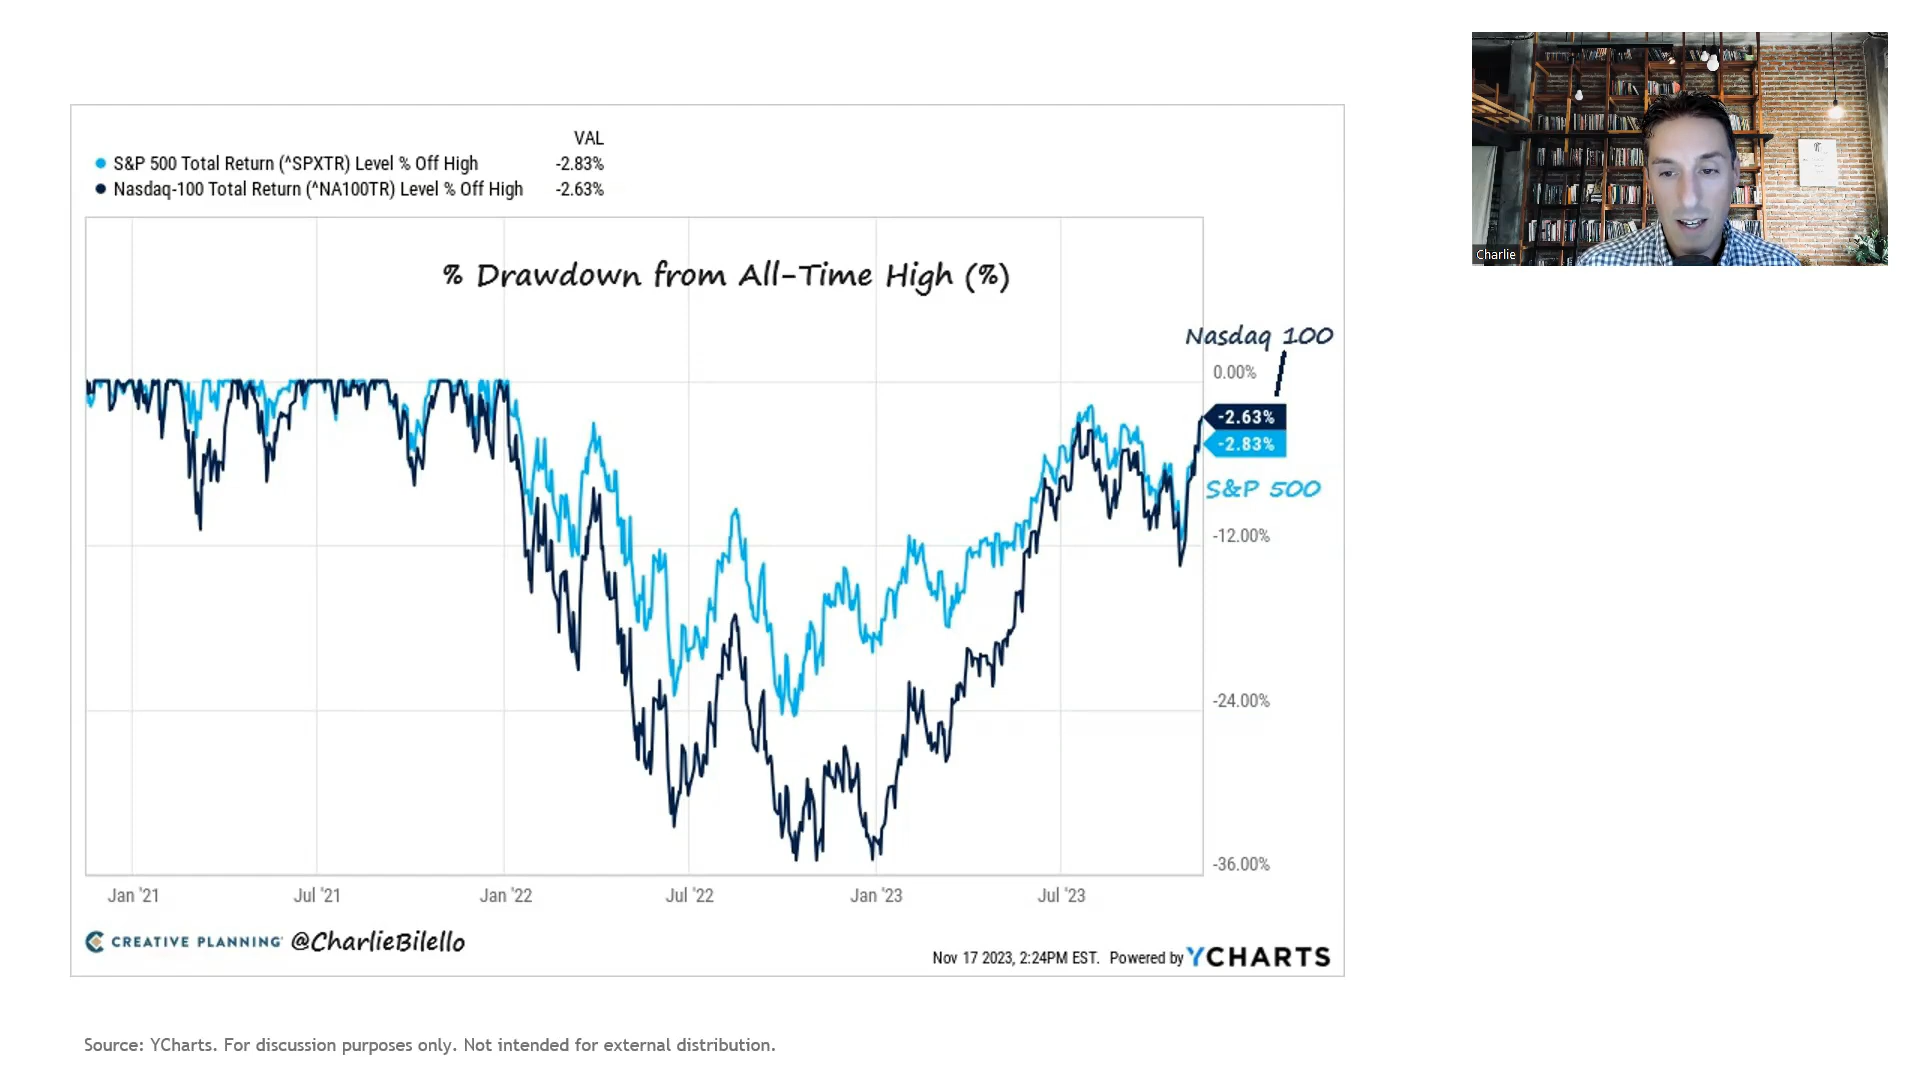 VAL
S&P 500 Total Return (^SPXTR) Level % Off High -2.83%
Nasdaq-100 Total Return (^NA100TR) Level % Off High -2.63%
% Drawdown from All-Time High (%)
Nasdaq 100
0.00%
-2.63%
-2.83%
S&P 500
-12.00%
-24.00%
-36.00%
Jan '21 Jul '21 Jan '22 Jul '22 Jan '23 Jul '23
CREATIVE PLANNING @CharlieBilello
Nov 17 2023, 2:24PM EST. Powered by YCHARTS
Source: YCharts. For discussion purposes only. Not intended for external distribution.
Charlie